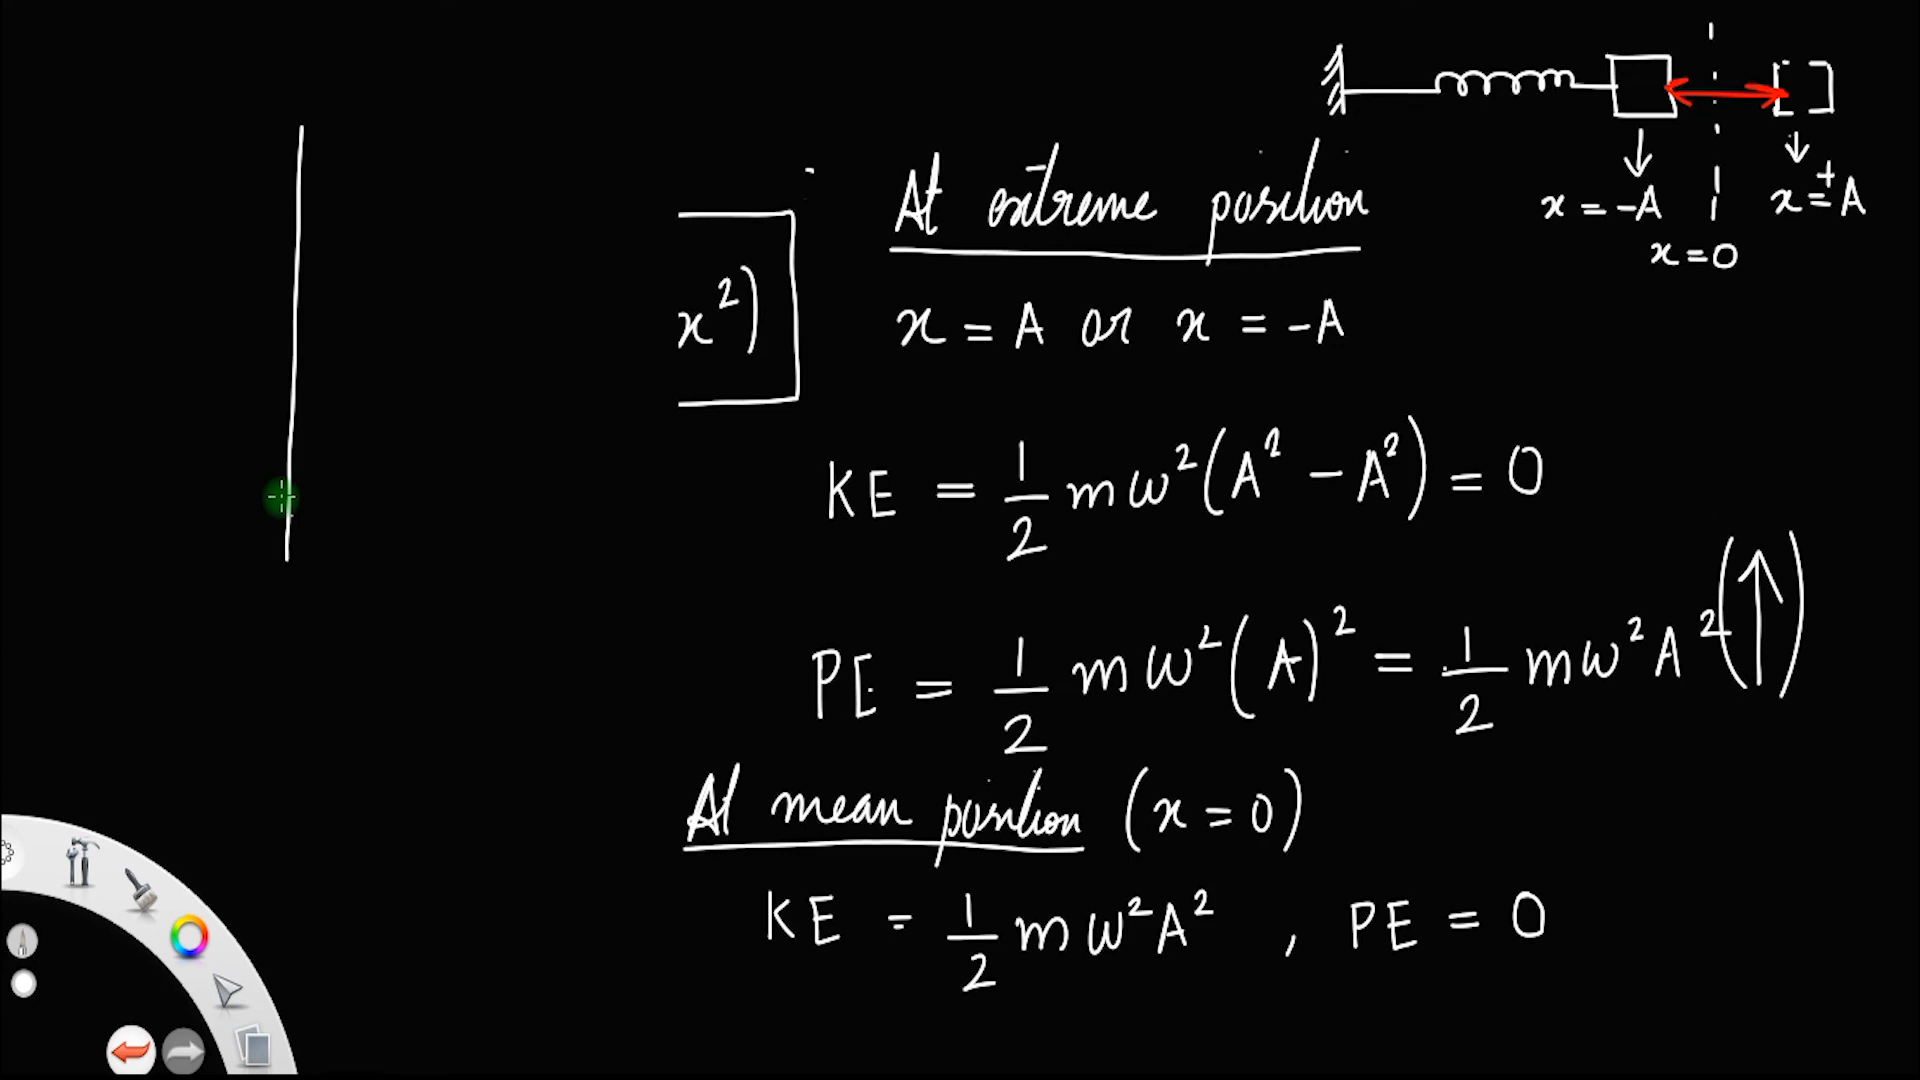 x = -A
x = +A
x = 0
At extreme position
x²)
x = A or x = -A
KE = 1/2 mω²(A² - A²) = 0
PE = 1/2 mω²(A)² = 1/2 mω²A² (↑)
At mean position (x = 0)
KE = 1/2 mω²A² , PE = 0